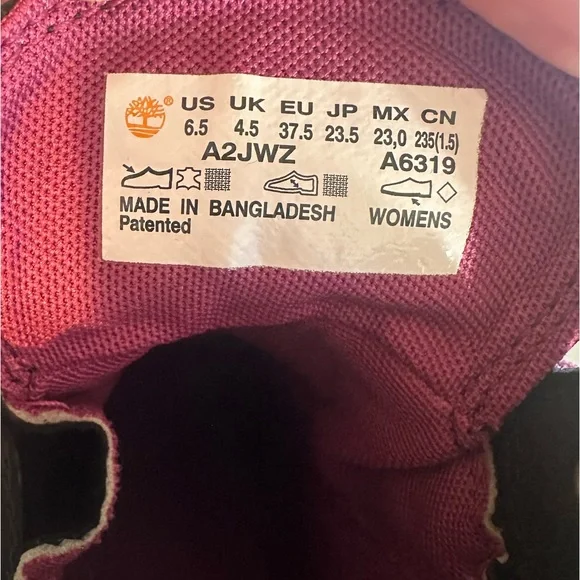 ® US UK EU JP MX CN
6.5 4.5 37.5 23.5 23,0 235(1.5)
A2JWZ A6319
MADE IN BANGLADESH WOMENS
Patented